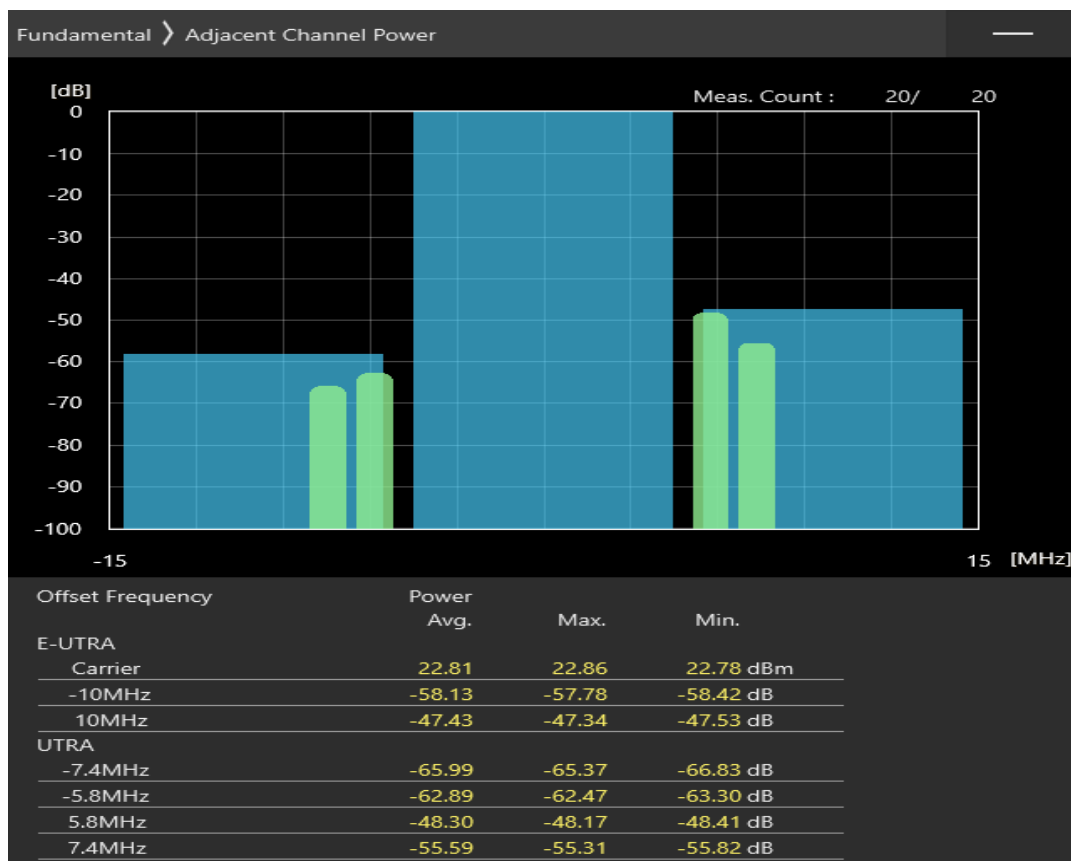 Fundamental ❯ Adjacent Channel Power
[dB]
Meas. Count : 20/ 20
0
-10
-20
-30
-40
-50
-60
-70
-80
-90
-100
-15 15 [MHz]
Offset Frequency Power
Avg. Max. Min.
E-UTRA
Carrier 22.81 22.86 22.78 dBm
-10MHz -58.13 -57.78 -58.42 dB
10MHz -47.43 -47.34 -47.53 dB
UTRA
-7.4MHz -65.99 -65.37 -66.83 dB
-5.8MHz -62.89 -62.47 -63.30 dB
5.8MHz -48.30 -48.17 -48.41 dB
7.4MHz -55.59 -55.31 -55.82 dB